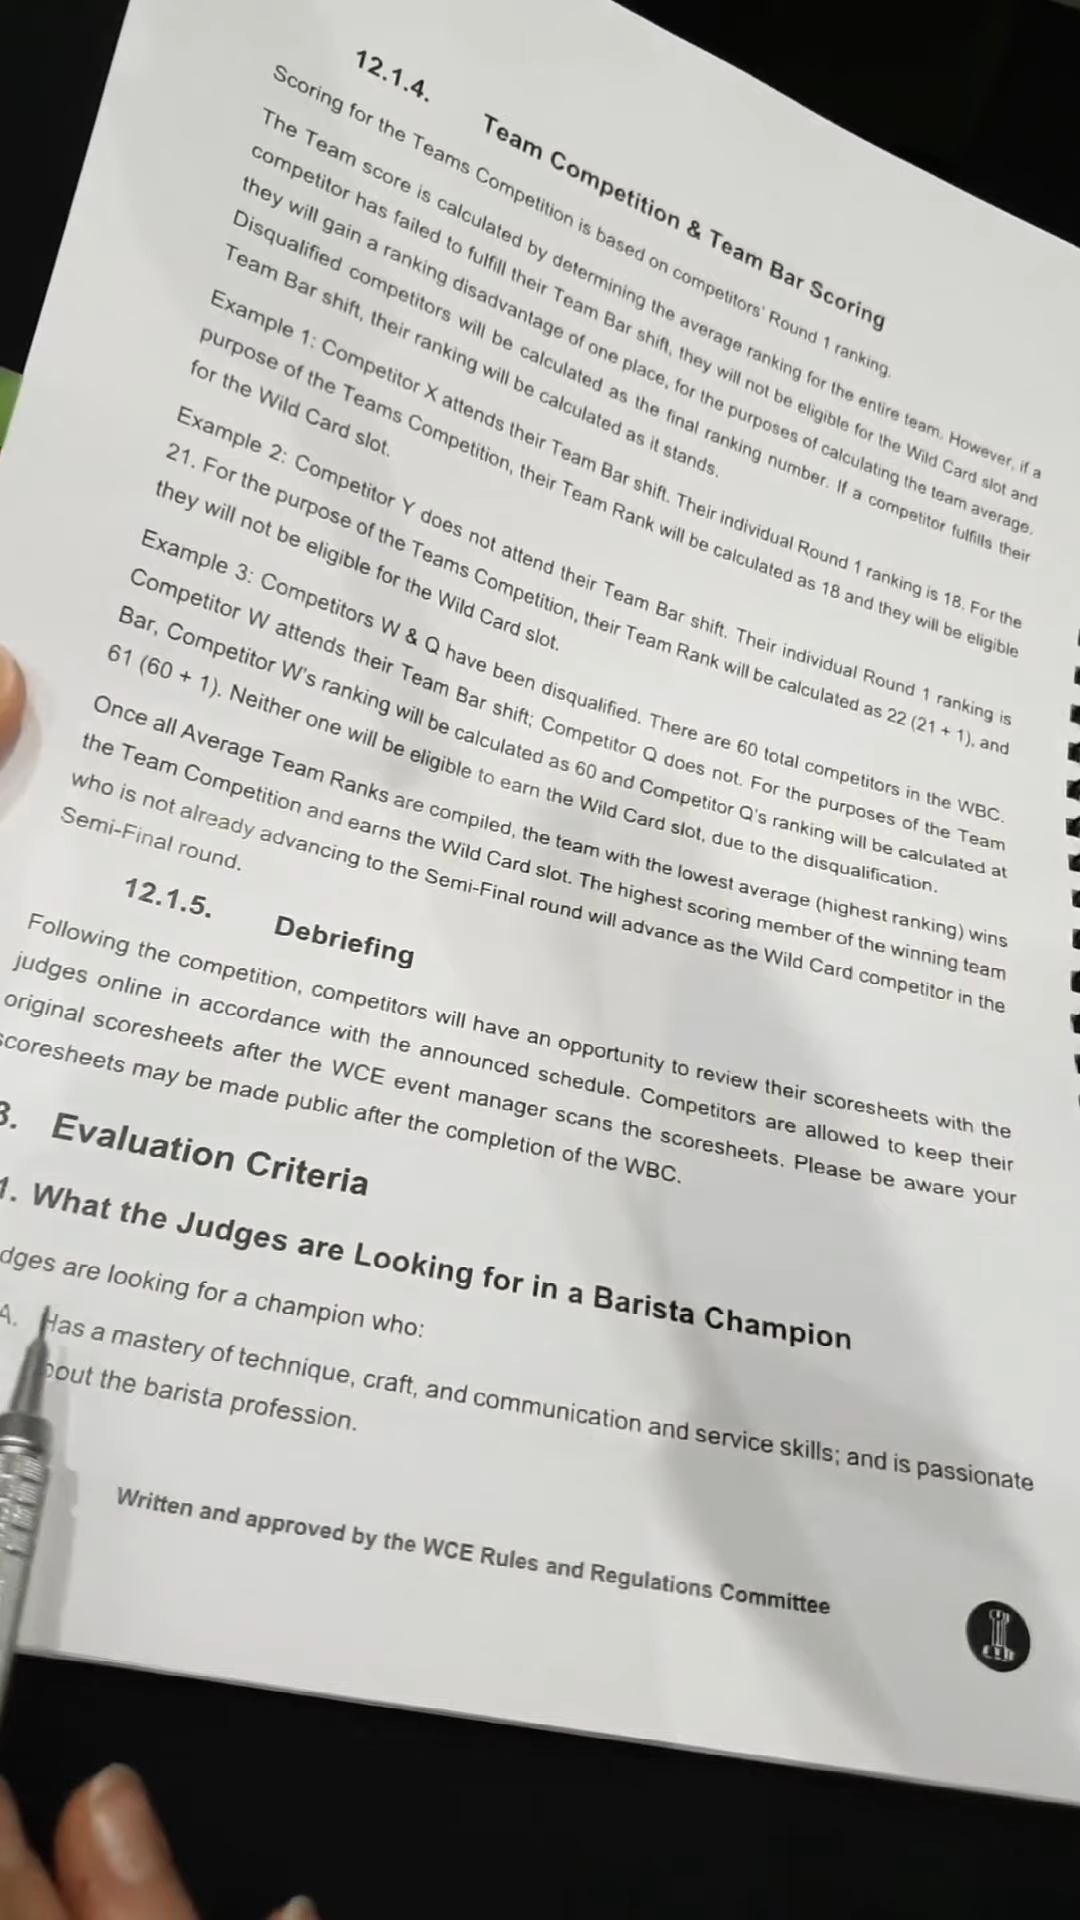 12.1.4. Team Competition & Team Bar Scoring
Scoring for the Teams Competition is based on competitors' Round 1 ranking.
The Team score is calculated by determining the average ranking for the entire team. However, if a
competitor has failed to fulfill their Team Bar shift, they will not be eligible for the Wild Card slot and
they will gain a ranking disadvantage of one place, for the purposes of calculating the team average.
Disqualified competitors will be calculated as the final ranking number. If a competitor fulfills their
Team Bar shift, their ranking will be calculated as it stands.
Example 1: Competitor X attends their Team Bar shift. Their individual Round 1 ranking is 18. For the
purpose of the Teams Competition, their Team Rank will be calculated as 18 and they will be eligible
for the Wild Card slot.
Example 2: Competitor Y does not attend their Team Bar shift. Their individual Round 1 ranking is
21. For the purpose of the Teams Competition, their Team Rank will be calculated as 22 (21 + 1), and
they will not be eligible for the Wild Card slot.
Example 3: Competitors W & Q have been disqualified. There are 60 total competitors in the WBC.
Competitor W attends their Team Bar shift; Competitor Q does not. For the purposes of the Team
Bar, Competitor W's ranking will be calculated as 60 and Competitor Q's ranking will be calculated at
61 (60 + 1). Neither one will be eligible to earn the Wild Card slot, due to the disqualification.
Once all Average Team Ranks are compiled, the team with the lowest average (highest ranking) wins
the Team Competition and earns the Wild Card slot. The highest scoring member of the winning team
who is not already advancing to the Semi-Final round will advance as the Wild Card competitor in the
Semi-Final round.
12.1.5. Debriefing
Following the competition, competitors will have an opportunity to review their scoresheets with the
judges online in accordance with the announced schedule. Competitors are allowed to keep their
original scoresheets after the WCE event manager scans the scoresheets. Please be aware your
scoresheets may be made public after the completion of the WBC.
3. Evaluation Criteria
1. What the Judges are Looking for in a Barista Champion
dges are looking for a champion who:
A. Has a mastery of technique, craft, and communication and service skills; and is passionate
bout the barista profession.
Written and approved by the WCE Rules and Regulations Committee